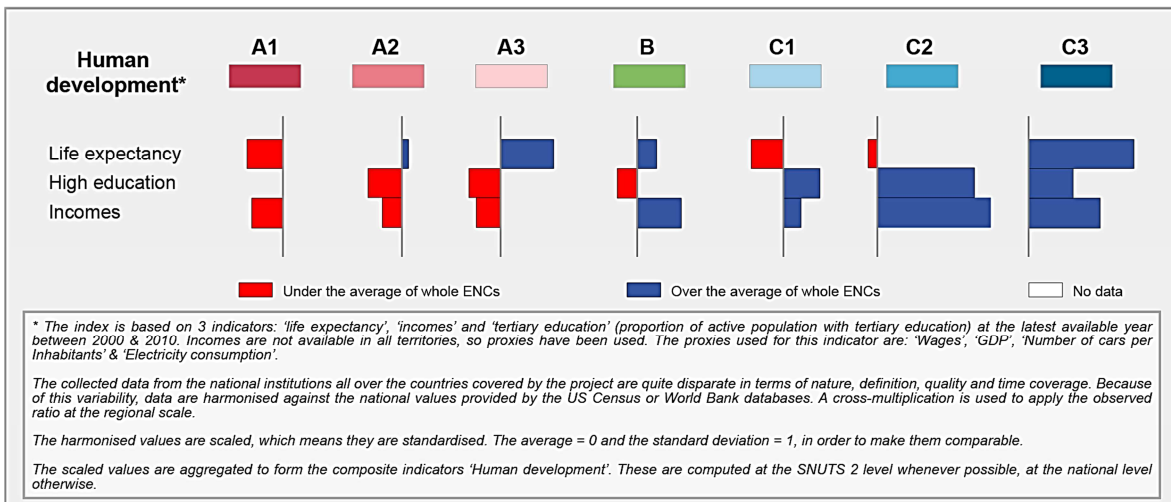 Human development*
A1 A2 A3 B C1 C2 C3
Life expectancy
High education
Incomes
Under the average of whole ENCs
Over the average of whole ENCs
No data
* The index is based on 3 indicators: ‘life expectancy’, ‘incomes’ and ‘tertiary education’ (proportion of active population with tertiary education) at the latest available year
between 2000 & 2010. Incomes are not available in all territories, so proxies have been used. The proxies used for this indicator are: ‘Wages’, ‘GDP’, ‘Number of cars per
Inhabitants’ & ‘Electricity consumption’.
The collected data from the national institutions all over the countries covered by the project are quite disparate in terms of nature, definition, quality and time coverage. Because
of this variability, data are harmonised against the national values provided by the US Census or World Bank databases. A cross-multiplication is used to apply the observed
ratio at the regional scale.
The harmonised values are scaled, which means they are standardised. The average = 0 and the standard deviation = 1, in order to make them comparable.
The scaled values are aggregated to form the composite indicators ‘Human development’. These are computed at the SNUTS 2 level whenever possible, at the national level
otherwise.